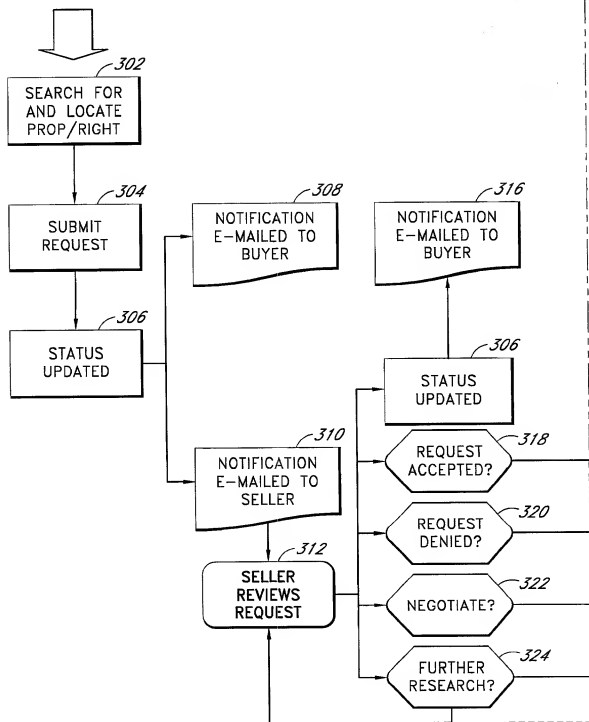 302
SEARCH FOR
AND LOCATE
PROP/RIGHT
304
SUBMIT
REQUEST
306
STATUS
UPDATED
308
NOTIFICATION
E-MAILED TO
BUYER
310
NOTIFICATION
E-MAILED TO
SELLER
312
SELLER
REVIEWS
REQUEST
316
NOTIFICATION
E-MAILED TO
BUYER
306
STATUS
UPDATED
318
REQUEST
ACCEPTED?
320
REQUEST
DENIED?
322
NEGOTIATE?
324
FURTHER
RESEARCH?